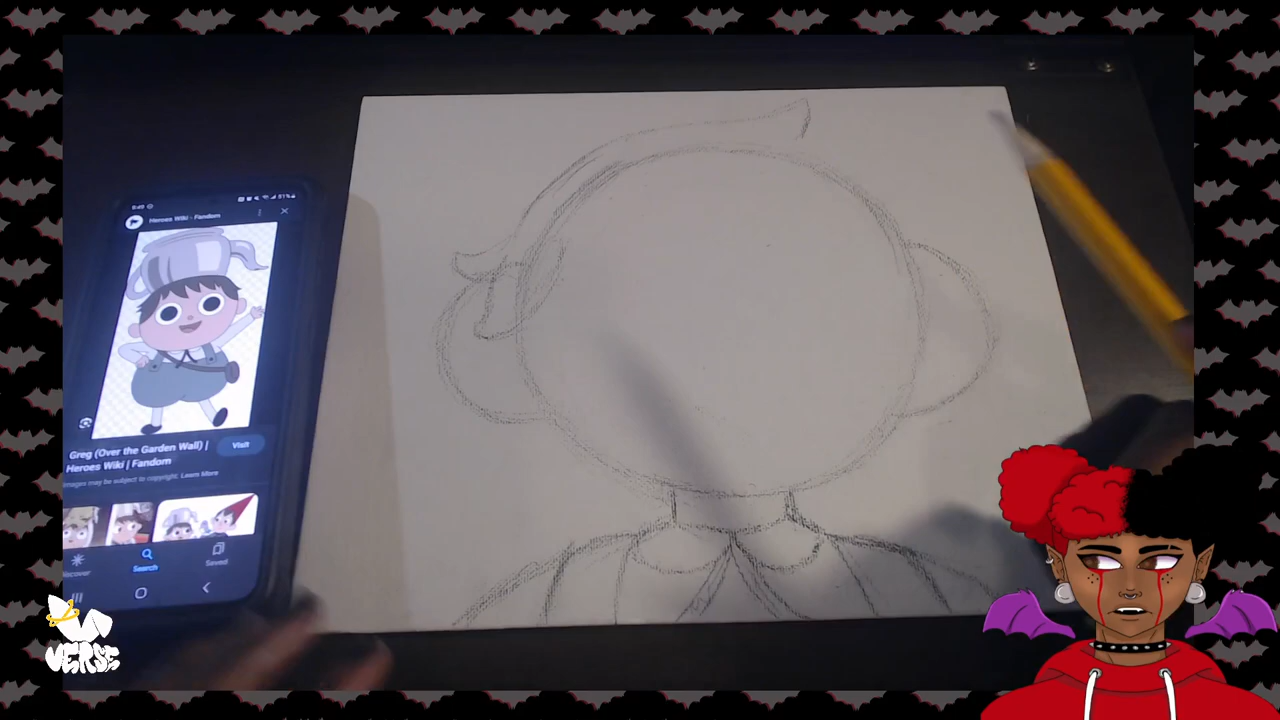 Heroes Wiki - Fandom
Greg (Over the Garden Wall) |
Heroes Wiki | Fandom
Visit
images may be subject to copyright. Learn More
Search
Saved
VERSE